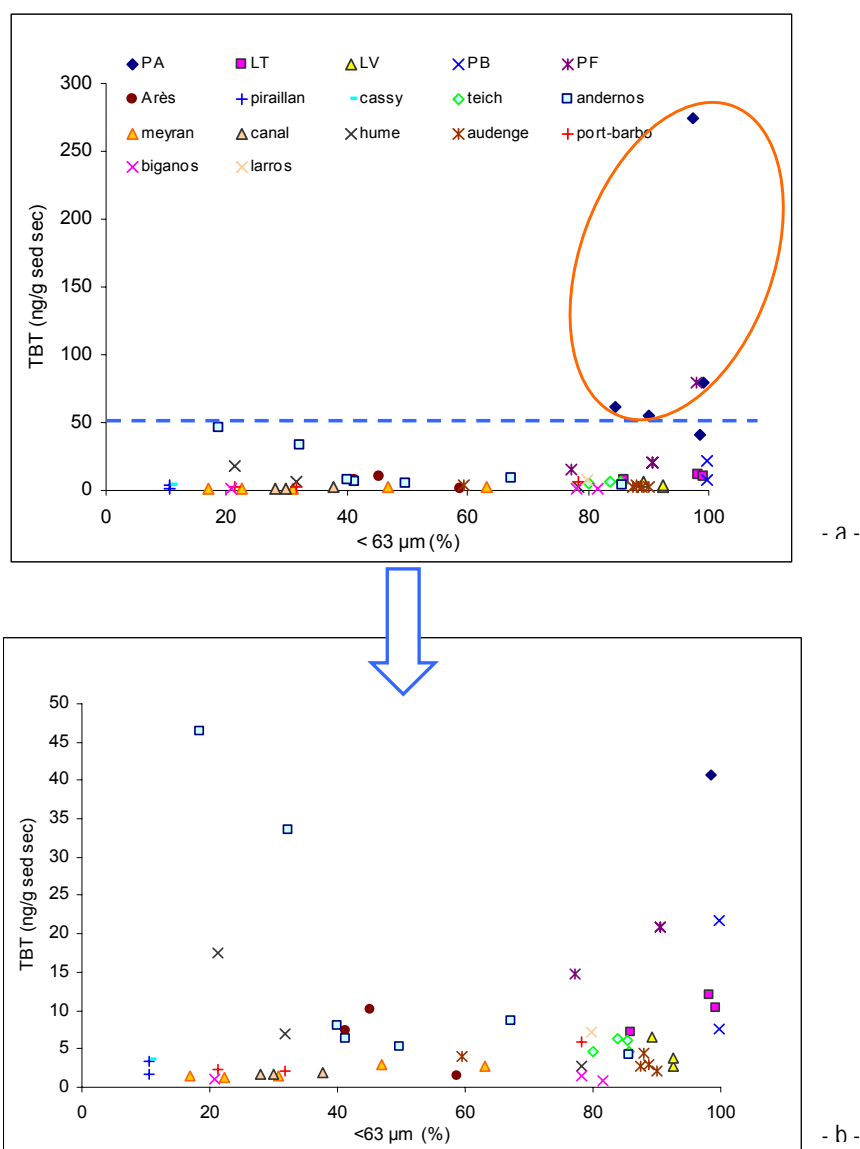 PA LT LV PB PF
Arès piraillan cassy teich andernos
meyran canal hume audenge port-barbo
biganos larros
300
250
200
150
100
50
0
TBT (ng/g sed sec)
0 20 40 60 80 100
< 63 µm (%)
- a -
50
45
40
35
30
25
20
15
10
5
0
TBT (ng/g sed sec)
0 20 40 60 80 100
<63 µm (%)
- b -